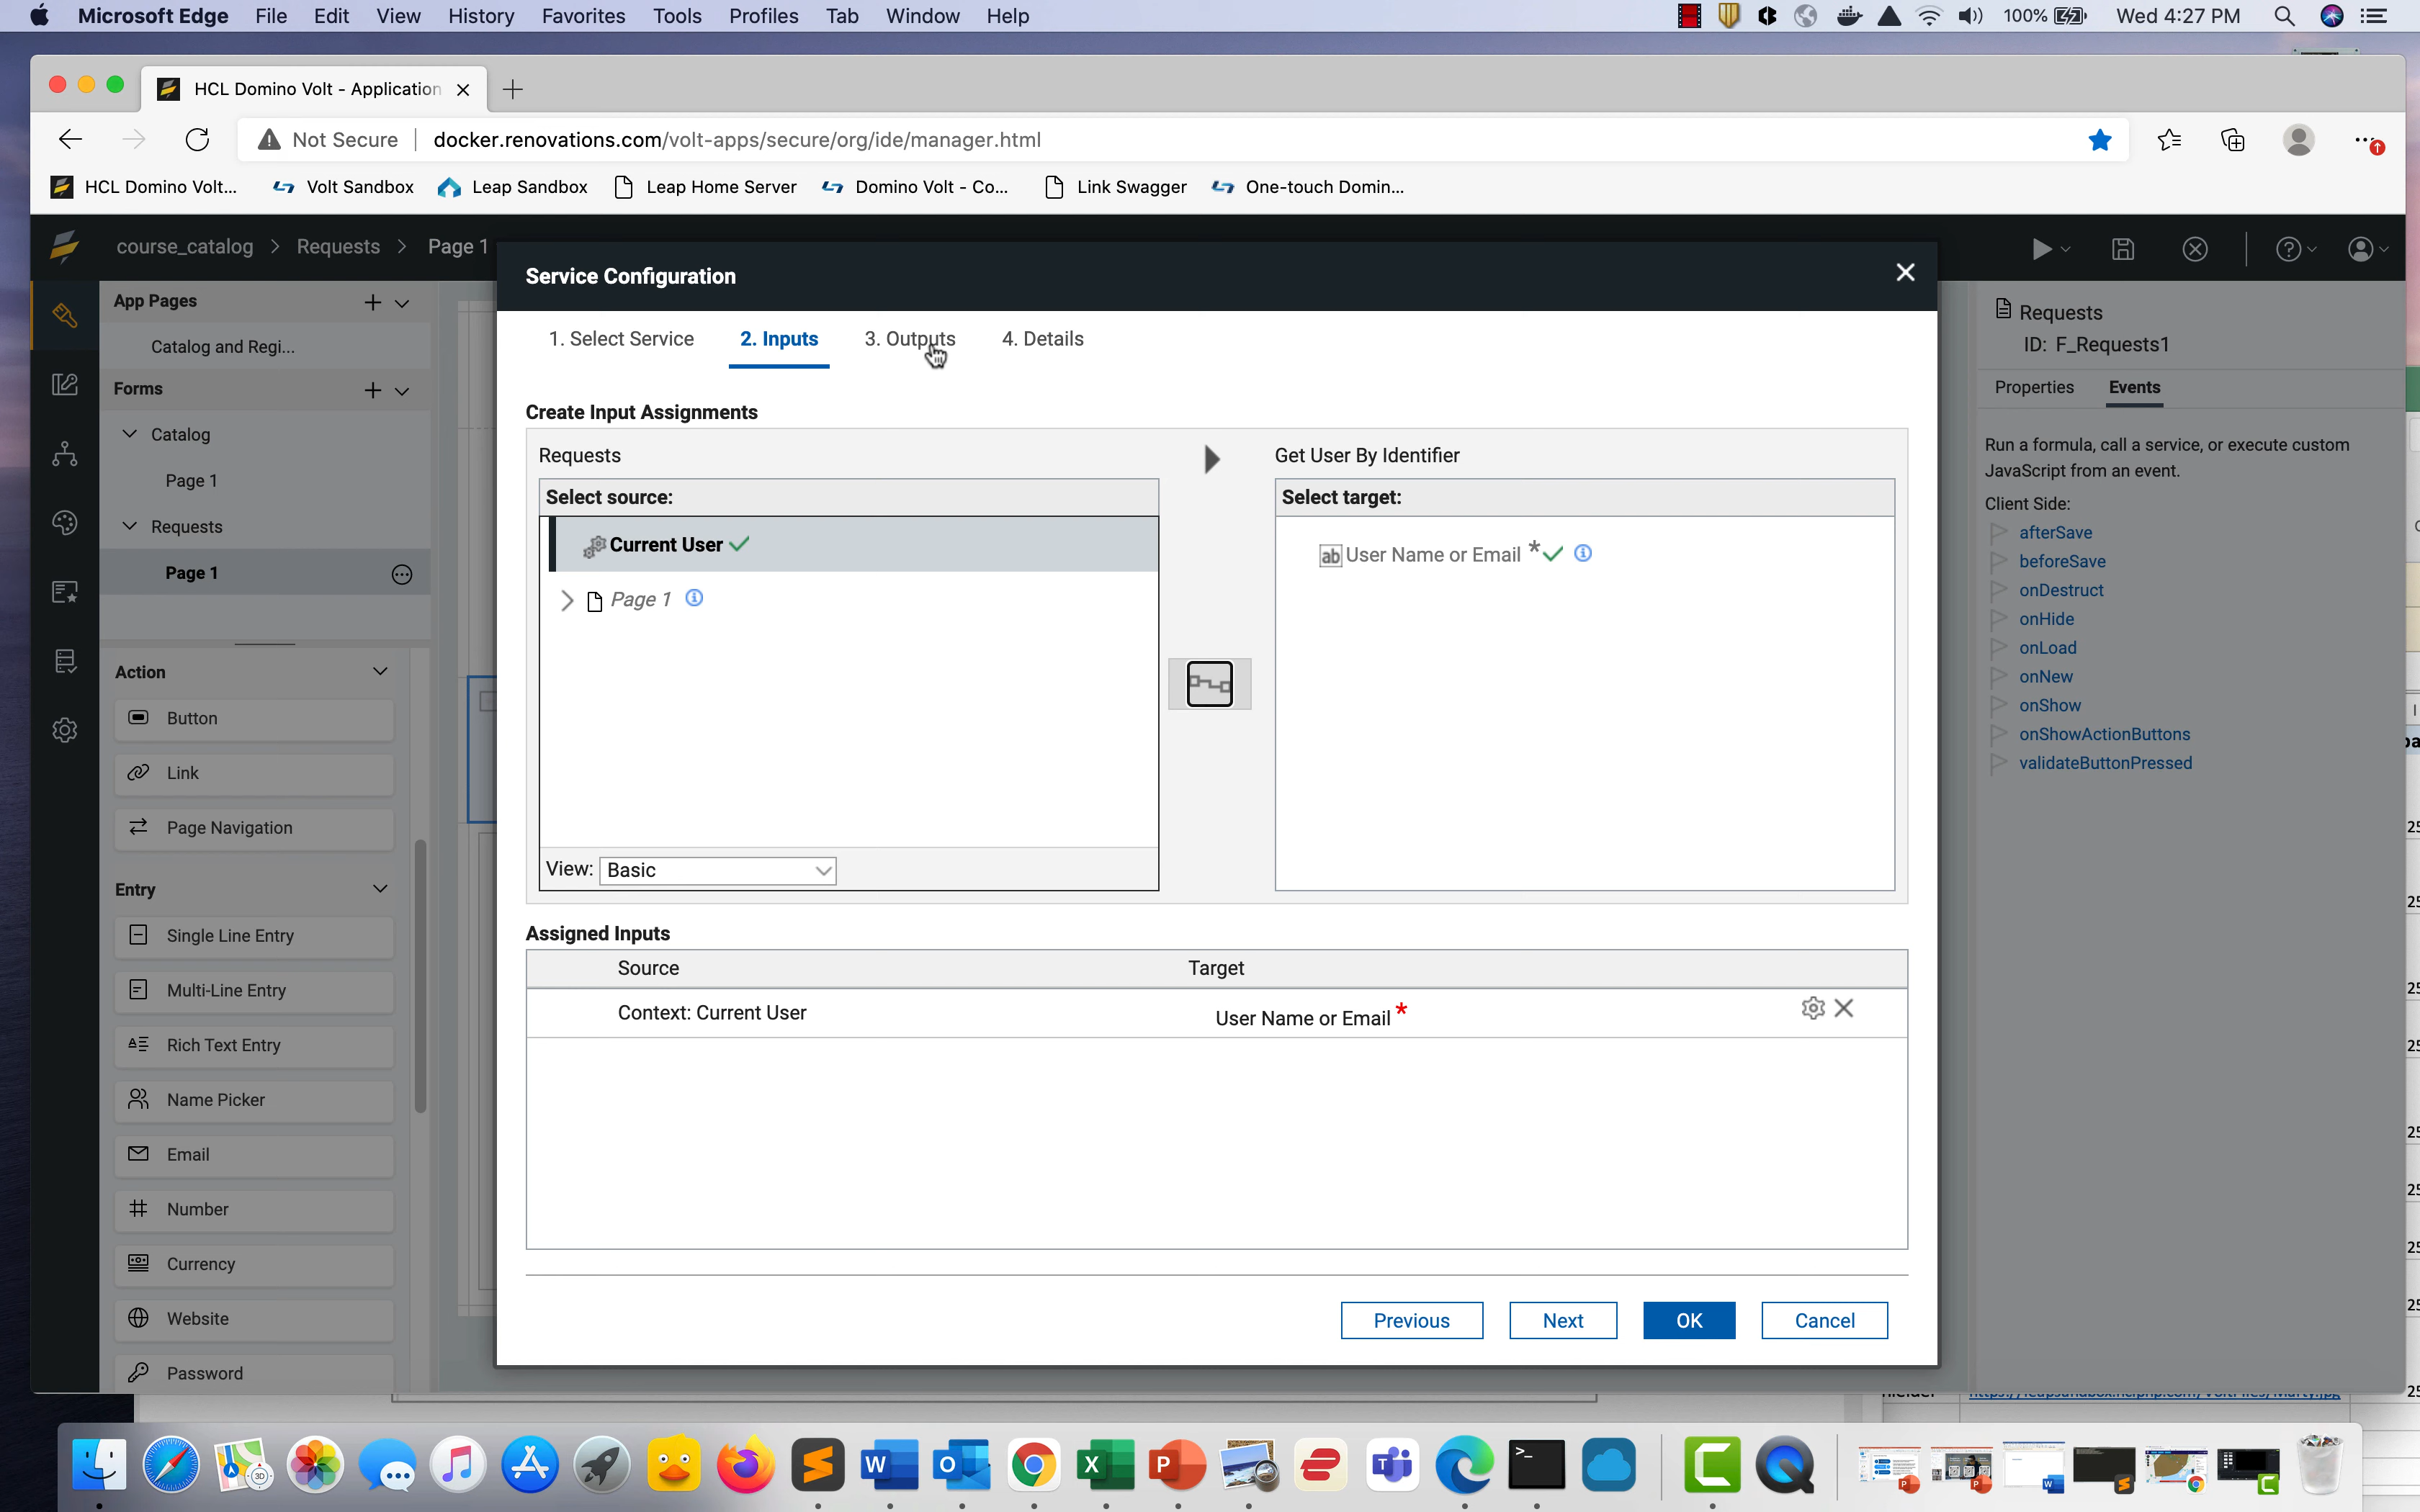 Microsoft Edge File Edit View History Favorites Tools Profiles Tab Window Help 100% Wed 4:27 PM
HCL Domino Volt - Application
Not Secure docker.renovations.com/volt-apps/secure/org/ide/manager.html
HCL Domino Volt... Volt Sandbox Leap Sandbox Leap Home Server Domino Volt - Co... Link Swagger One-touch Domin...
course_catalog > Requests > Page 1
App Pages
Catalog and Regi...
Forms
Catalog
Page 1
Requests
Page 1
Action
Button
Link
Page Navigation
Entry
Single Line Entry
Multi-Line Entry
Rich Text Entry
Name Picker
Email
Number
Currency
Website
Password
Service Configuration
1. Select Service 2. Inputs 3. Outputs 4. Details
Create Input Assignments
Requests Get User By Identifier
Select source: Select target:
Current User
ab User Name or Email *
Page 1
View: Basic
Assigned Inputs
Source Target
Context: Current User User Name or Email *
Previous Next OK Cancel
Requests
ID: F_Requests1
Properties Events
Run a formula, call a service, or execute custom
JavaScript from an event.
Client Side:
afterSave
beforeSave
onDestruct
onHide
onLoad
onNew
onShow
onShowActionButtons
validateButtonPressed